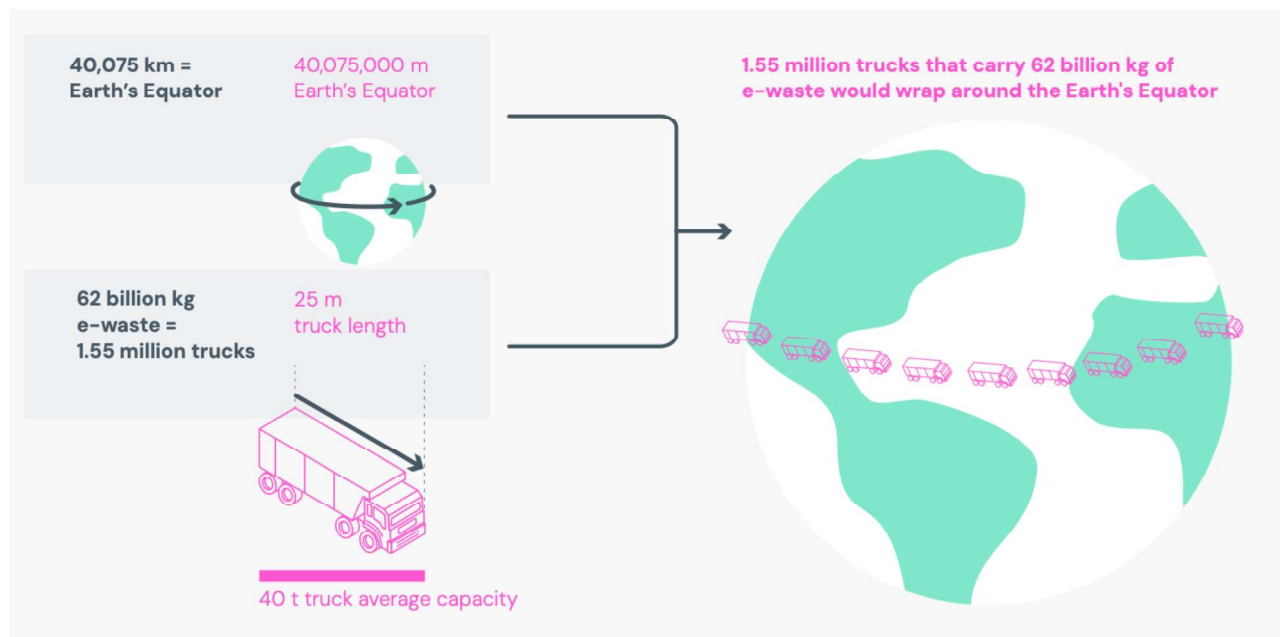 40,075 km =
Earth’s Equator
40,075,000 m
Earth’s Equator
62 billion kg
e-waste =
1.55 million trucks
25 m
truck length
40 t truck average capacity
1.55 million trucks that carry 62 billion kg of
e-waste would wrap around the Earth's Equator